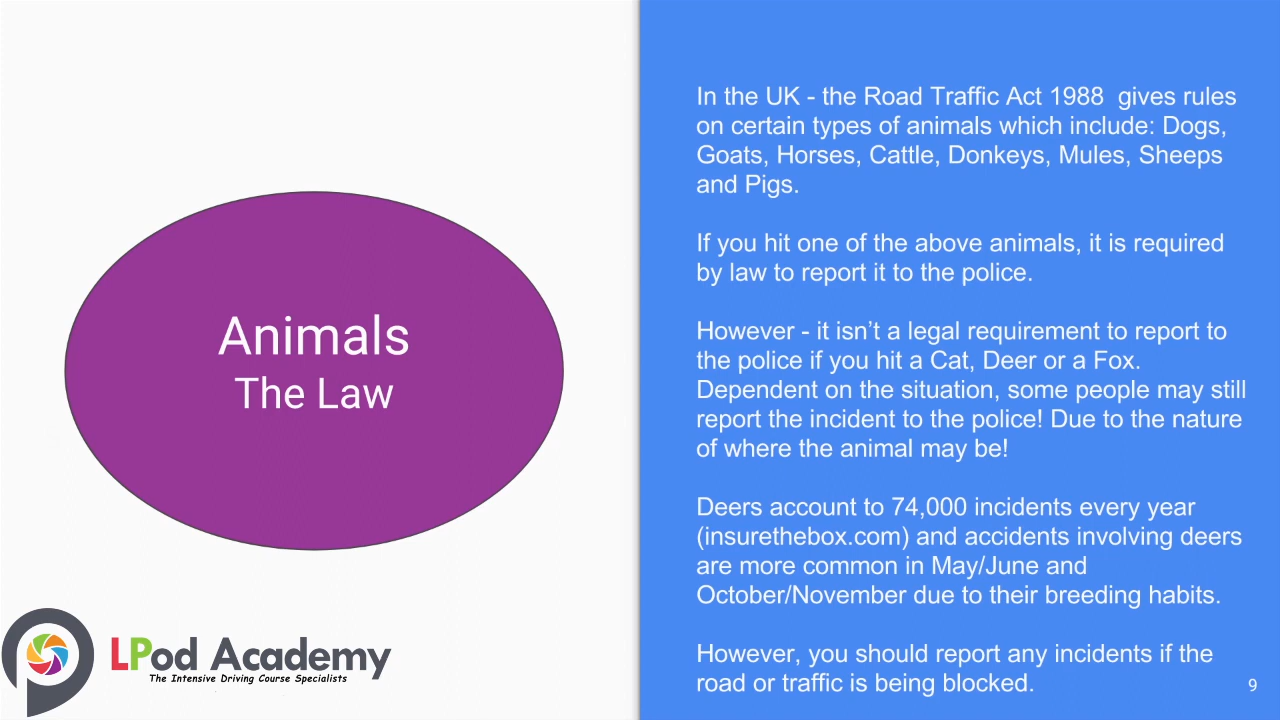 Animals
The Law
In the UK - the Road Traffic Act 1988  gives rules
on certain types of animals which include: Dogs,
Goats, Horses, Cattle, Donkeys, Mules, Sheeps
and Pigs.
If you hit one of the above animals, it is required
by law to report it to the police.
However - it isn’t a legal requirement to report to
the police if you hit a Cat, Deer or a Fox.
Dependent on the situation, some people may still
report the incident to the police! Due to the nature
of where the animal may be!
Deers account to 74,000 incidents every year
(insurethebox.com) and accidents involving deers
are more common in May/June and
October/November due to their breeding habits.
However, you should report any incidents if the
road or traffic is being blocked.
9
LPod Academy
The Intensive Driving Course Specialists